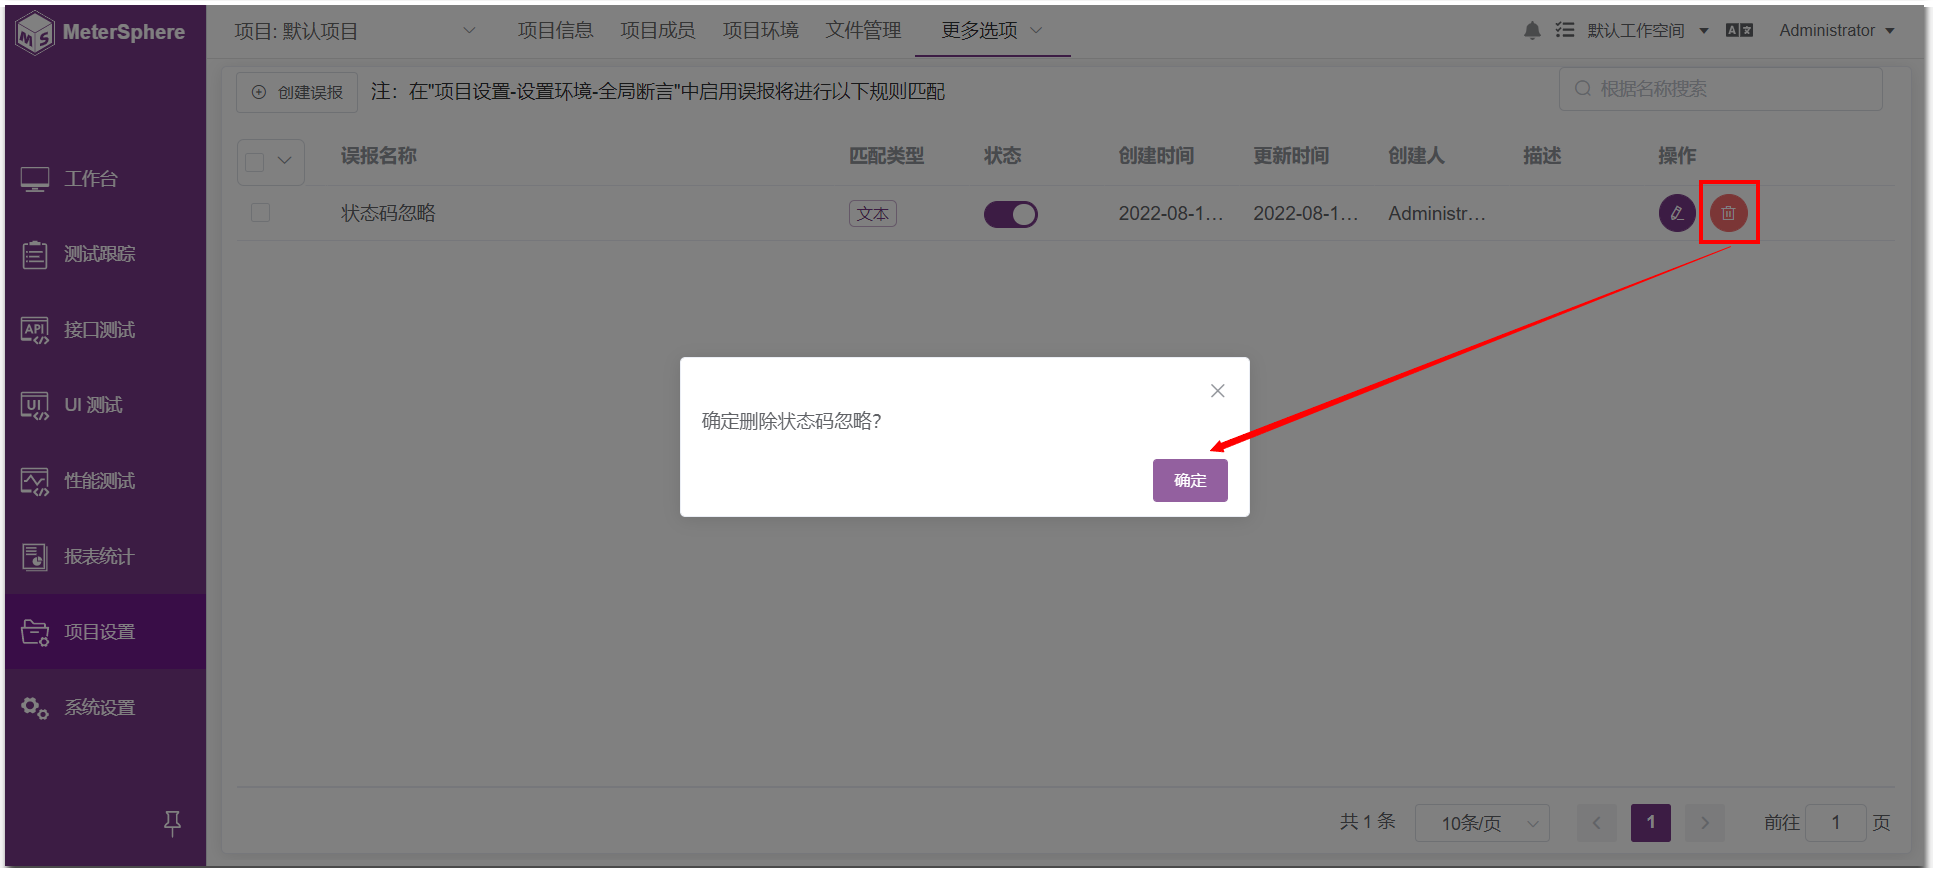 MeterSphere
项目: 默认项目
项目信息
项目成员
项目环境
文件管理
更多选项
默认工作空间
Administrator
创建误报
注：在"项目设置-设置环境-全局断言"中启用误报将进行以下规则匹配
根据名称搜索
误报名称
匹配类型
状态
创建时间
更新时间
创建人
描述
操作
状态码忽略
文本
2022-08-1...
2022-08-1...
Administr...
工作台
测试跟踪
API
接口测试
UI
UI 测试
性能测试
报表统计
项目设置
系统设置
确定删除状态码忽略?
确定
共 1 条
10条/页
1
前往
1
页